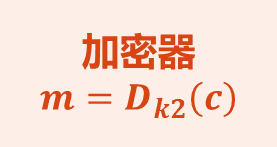 加密器
m = D_{k2}(c)